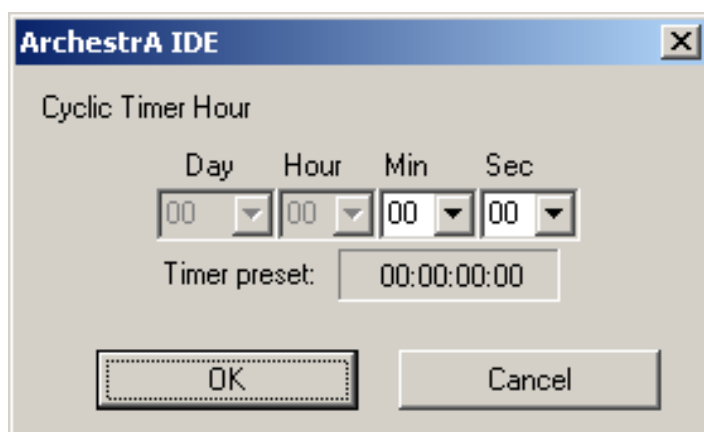 ArchestrA IDE
Cyclic Timer Hour
Day Hour Min Sec
00 00 00 00
Timer preset: 00:00:00:00
OK Cancel